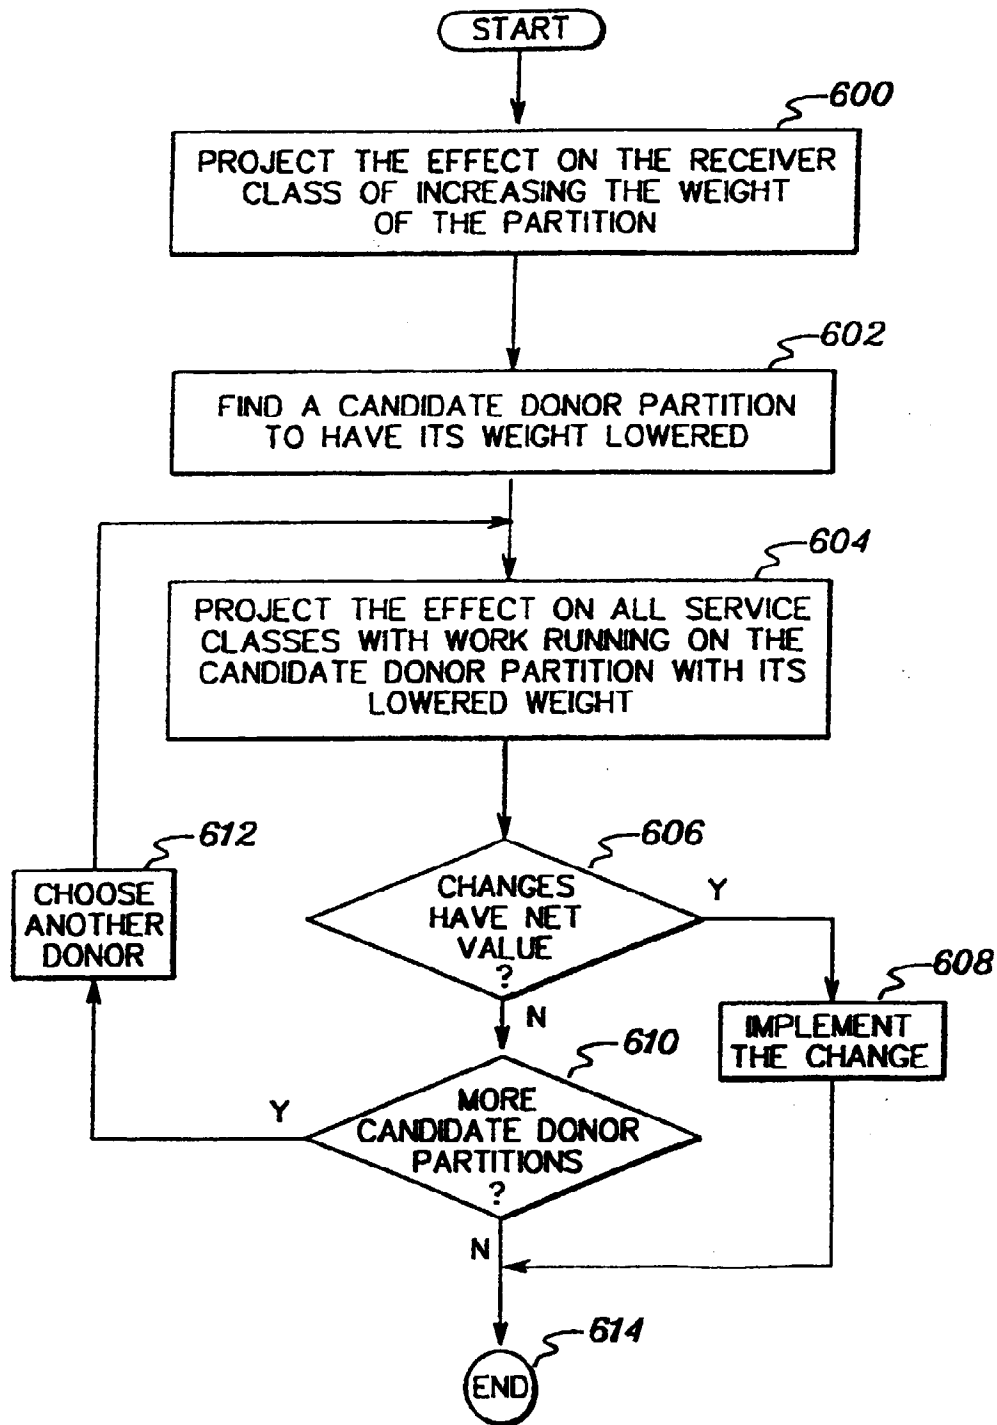 START
600
PROJECT THE EFFECT ON THE RECEIVER
CLASS OF INCREASING THE WEIGHT
OF THE PARTITION
602
FIND A CANDIDATE DONOR PARTITION
TO HAVE ITS WEIGHT LOWERED
604
PROJECT THE EFFECT ON ALL SERVICE
CLASSES WITH WORK RUNNING ON THE
CANDIDATE DONOR PARTITION WITH ITS
LOWERED WEIGHT
612
CHOOSE
ANOTHER
DONOR
606
CHANGES
HAVE NET
VALUE
?
Y
N
608
IMPLEMENT
THE CHANGE
610
MORE
CANDIDATE DONOR
PARTITIONS
?
Y
N
614
END